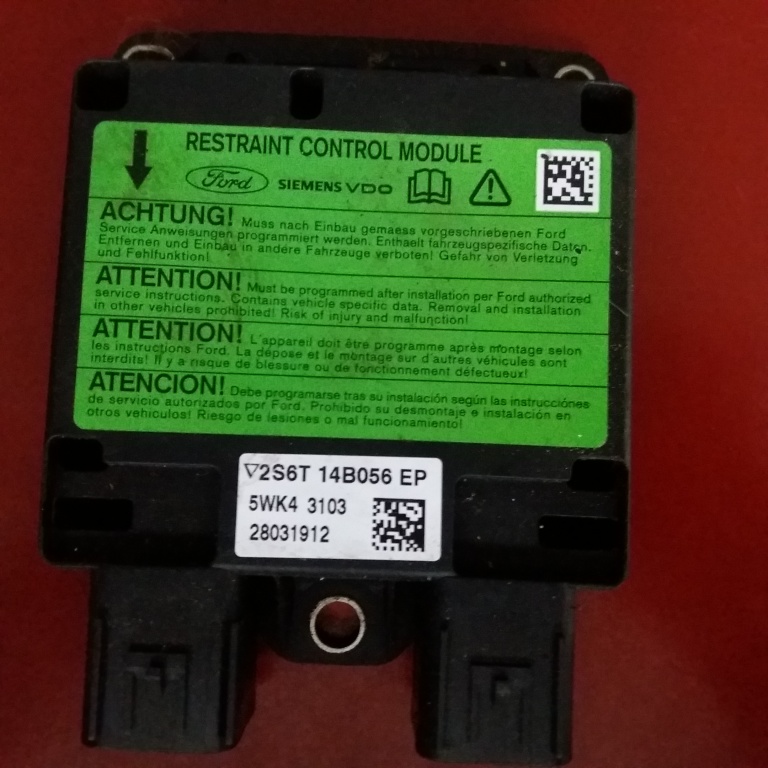 RESTRAINT CONTROL MODULE
Ford SIEMENS VDO
ACHTUNG! Muss nach Einbau gemaess vorgeschriebenen Ford
Service Anweisungen programmiert werden. Enthaelt fahrzeugspezifische Daten.
Entfernen und Einbau in andere Fahrzeuge verboten! Gefahr von Verletzung
und Fehlfunktion!
ATTENTION! Must be programmed after installation per Ford authorized
service instructions. Contains vehicle specific data. Removal and installation
in other vehicles prohibited! Risk of injury and malfunction!
ATTENTION! L'appareil doit être programme après montage selon
les instructions Ford. La dépose et le montage sur d'autres véhicules sont
interdits! Il y a risque de blessure ou de fonctionnement défectueux!
ATENCION! Debe programarse tras su instalación según las instrucciónes
de servicio autorizados por Ford. Prohibido su desmontaje e instalación en
otros vehiculos! Riesgo de lesiones o mal funcionamiento!
▽2S6T 14B056 EP
5WK4 3103
28031912